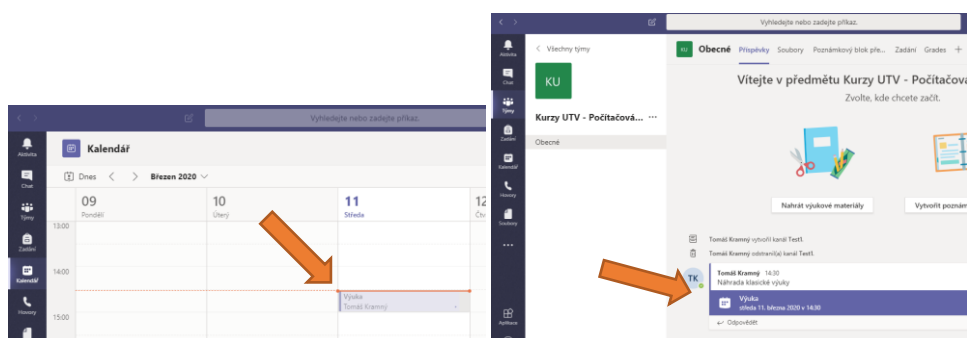 Vyhledejte nebo zadejte příkaz.
Aktivita
Chat
Týmy
Zadání
Kalendář
Hovory
Kalendář
Dnes
Březen 2020
09
Pondělí
10
Úterý
11
Středa
12
13:00
14:00
15:00
Výuka
Tomáš Kramný
Vyhledejte nebo zadejte příkaz.
Aktivita
Chat
Týmy
Zadání
Kalendář
Hovory
Soubory
Aplikace
Všechny týmy
KU
Kurzy UTV - Počítačová...
Obecné
KU Obecné Příspěvky Soubory Poznámkový blok pře... Zadání Grades +
Vítejte v předmětu Kurzy UTV - Počítačová
Zvolte, kde chcete začít.
Nahrát výukové materiály
Vytvořit poznám
Tomáš Kramný vytvořil kanál Test1.
Tomáš Kramný odstranil(a) kanál Test1.
TK
Tomáš Kramný 14:30
Náhrada klasické výuky
Výuka
středa 11. března 2020 v 14:30
Odpovědět